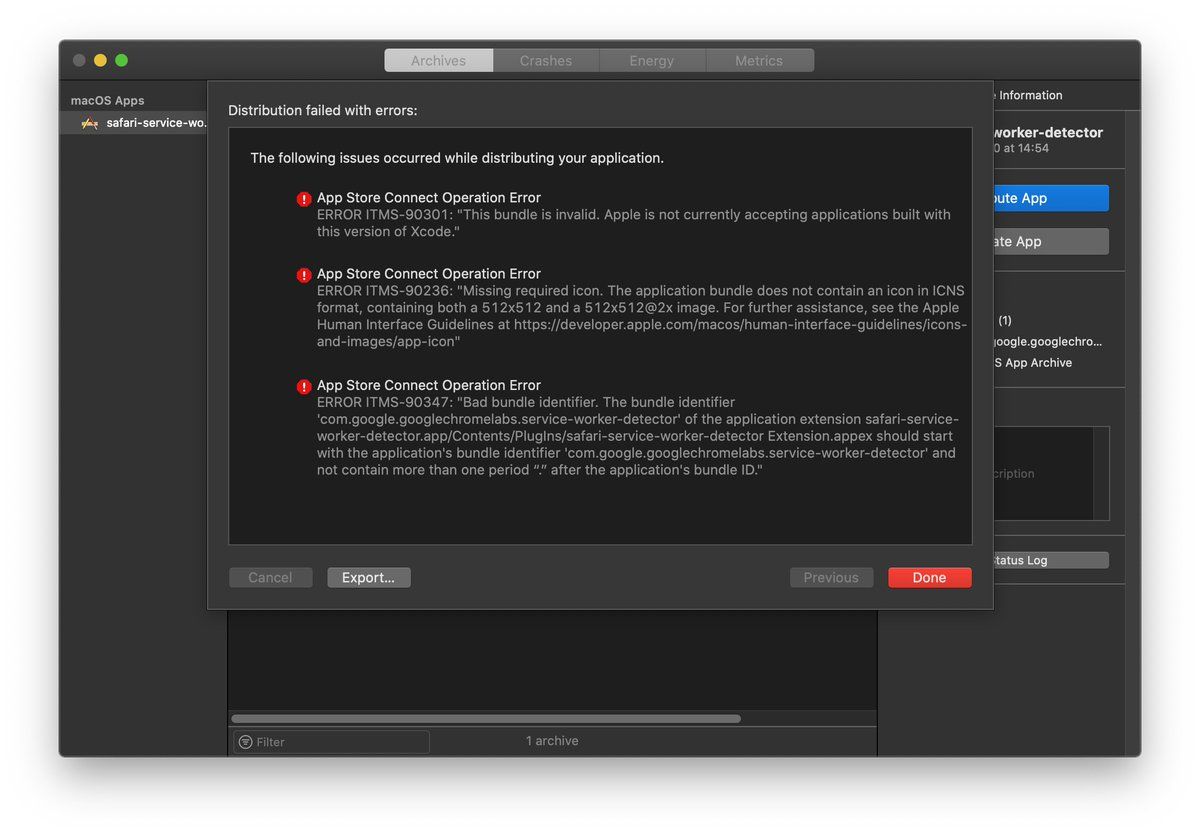 Archives
Crashes
Energy
Metrics
macOS Apps
safari-service-wo.
Distribution failed with errors:
The following issues occurred while distributing your application.
App Store Connect Operation Error
ERROR ITMS-90301: "This bundle is invalid. Apple is not currently accepting applications built with
this version of Xcode."
App Store Connect Operation Error
ERROR ITMS-90236: "Missing required icon. The application bundle does not contain an icon in ICNS
format, containing both a 512x512 and a 512x512@2x image. For further assistance, see the Apple
Human Interface Guidelines at https://developer.apple.com/macos/human-interface-guidelines/icons-
and-images/app-icon"
App Store Connect Operation Error
ERROR ITMS-90347: "Bad bundle identifier. The bundle identifier
'com.google.googlechromelabs.service-worker-detector' of the application extension safari-service-
worker-detector.app/Contents/PlugIns/safari-service-worker-detector Extension.appex should start
with the application's bundle identifier 'com.google.googlechromelabs.service-worker-detector' and
not contain more than one period “.” after the application's bundle ID."
Cancel
Export...
Previous
Done
Information
worker-detector
0 at 14:54
ute App
ate App
(1)
google.googlechro...
S App Archive
cription
Status Log
Filter
1 archive